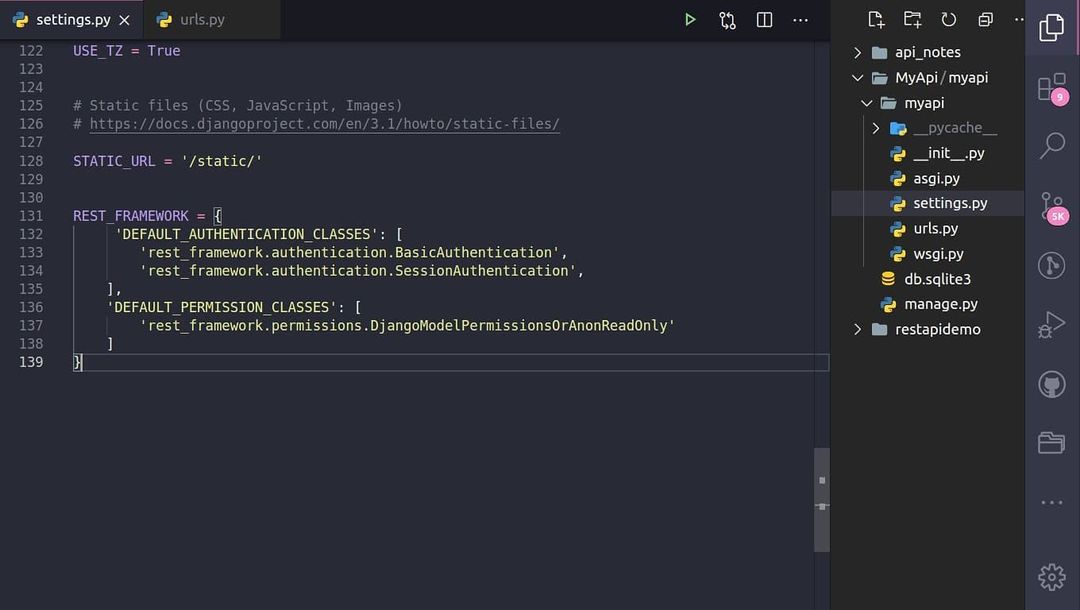 settings.py
urls.py
122 USE_TZ = True
123
124
125 # Static files (CSS, JavaScript, Images)
126 # https://docs.djangoproject.com/en/3.1/howto/static-files/
127
128 STATIC_URL = '/static/'
129
130
131 REST_FRAMEWORK = {
132 'DEFAULT_AUTHENTICATION_CLASSES': [
133 'rest_framework.authentication.BasicAuthentication',
134 'rest_framework.authentication.SessionAuthentication',
135 ],
136 'DEFAULT_PERMISSION_CLASSES': [
137 'rest_framework.permissions.DjangoModelPermissionsOrAnonReadOnly'
138 ]
139 }
api_notes
MyApi/myapi
myapi
__pycache__
__init__.py
asgi.py
settings.py
urls.py
wsgi.py
db.sqlite3
manage.py
restapidemo
9
5K